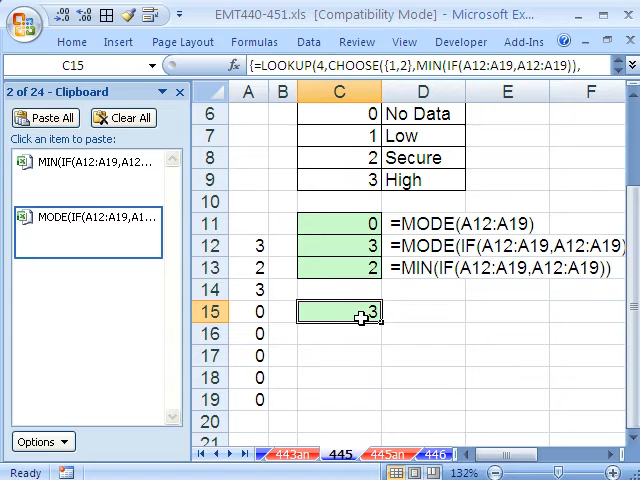 EMT440-451.xls [Compatibility Mode] - Microsoft Ex...
Home Insert Page Layout Formulas Data Review View Developer Add-Ins
C15 {=LOOKUP(4,CHOOSE({1,2},MIN(IF(A12:A19,A12:A19)),
2 of 24 - Clipboard
Paste All Clear All
Click an item to paste:
MIN(IF(A12:A19,A12...
MODE(IF(A12:A19,A1...
Options
A B C D E F
6 0 No Data
7 1 Low
8 2 Secure
9 3 High
10
11 0 =MODE(A12:A19)
12 3 3 =MODE(IF(A12:A19,A12:A19)
13 2 2 =MIN(IF(A12:A19,A12:A19))
14 3
15 0 3
16 0
17 0
18 0
19 0
20
21
443an 445 445an 446
Ready 132%